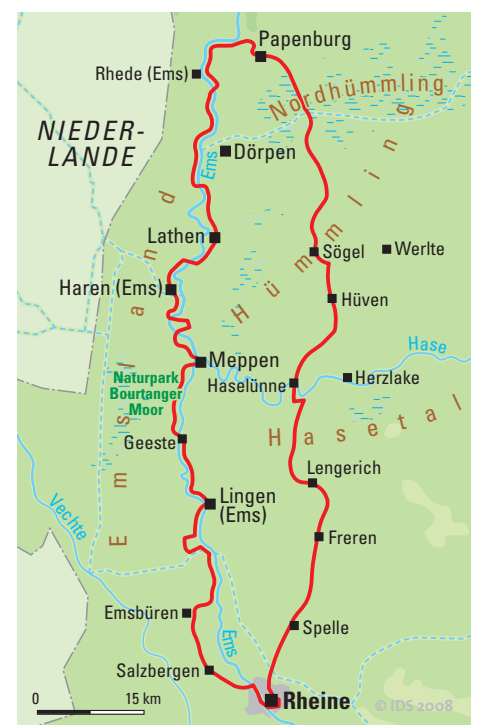 Papenburg
Rhede (Ems)
Nordhümmling
NIEDER-
LANDE
Ems
Dörpen
Emsland
Hümmling
Lathen
Sögel
Werlte
Haren (Ems)
Hüven
Hase
Meppen
Naturpark
Bourtanger
Moor
Haselünne
Herzlake
Hasetal
Geeste
Lengerich
Lingen
(Ems)
Vechte
Freren
Emsbüren
Ems
Spelle
Salzbergen
Rheine
0 15 km
© IDS 2008